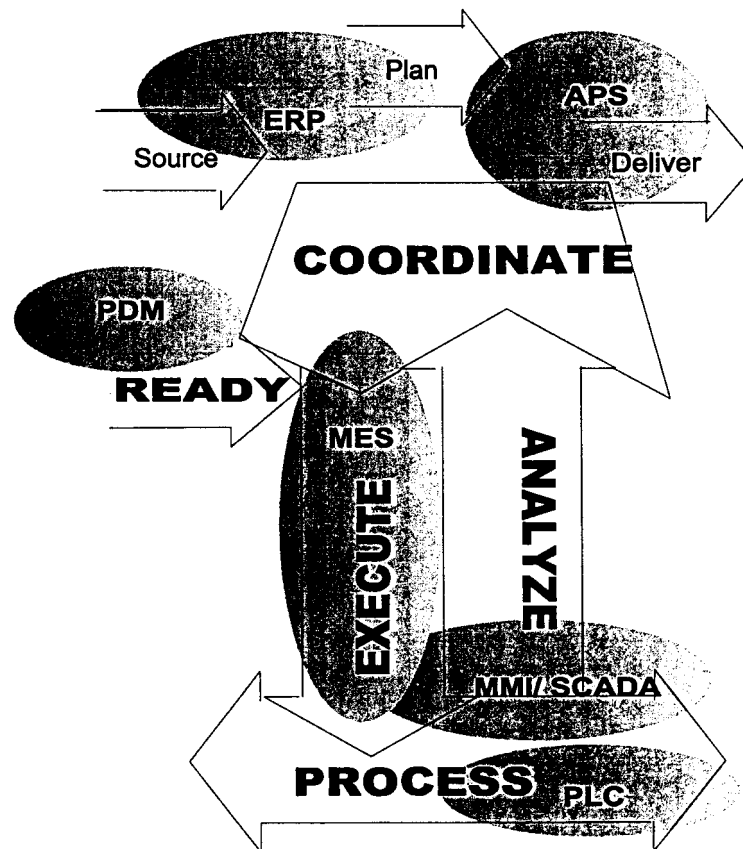 Plan
ERP
APS
Source
Deliver
COORDINATE
PDM
READY
MES
EXECUTE
ANALYZE
MMI/ SCADA
PROCESS
PLC